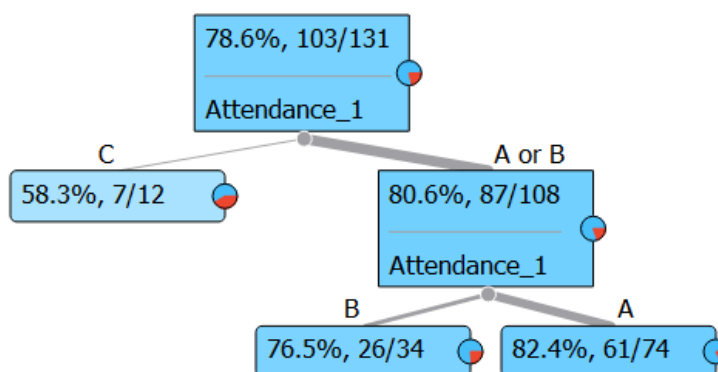 78.6%, 103/131
Attendance_1
C
A or B
58.3%, 7/12
80.6%, 87/108
Attendance_1
B
A
76.5%, 26/34
82.4%, 61/74